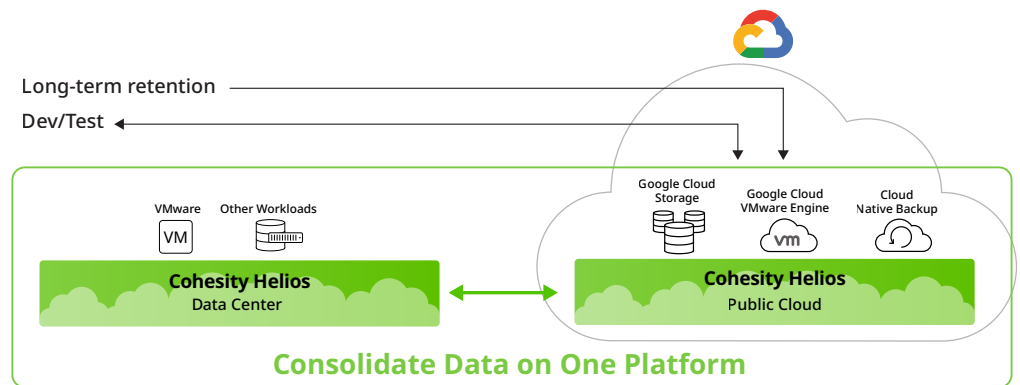 Long-term retention
Dev/Test
VMware
Other Workloads
VM
Cohesity Helios
Data Center
Google Cloud
Storage
Google Cloud
VMware Engine
vm
Cloud
Native Backup
Cohesity Helios
Public Cloud
Consolidate Data on One Platform